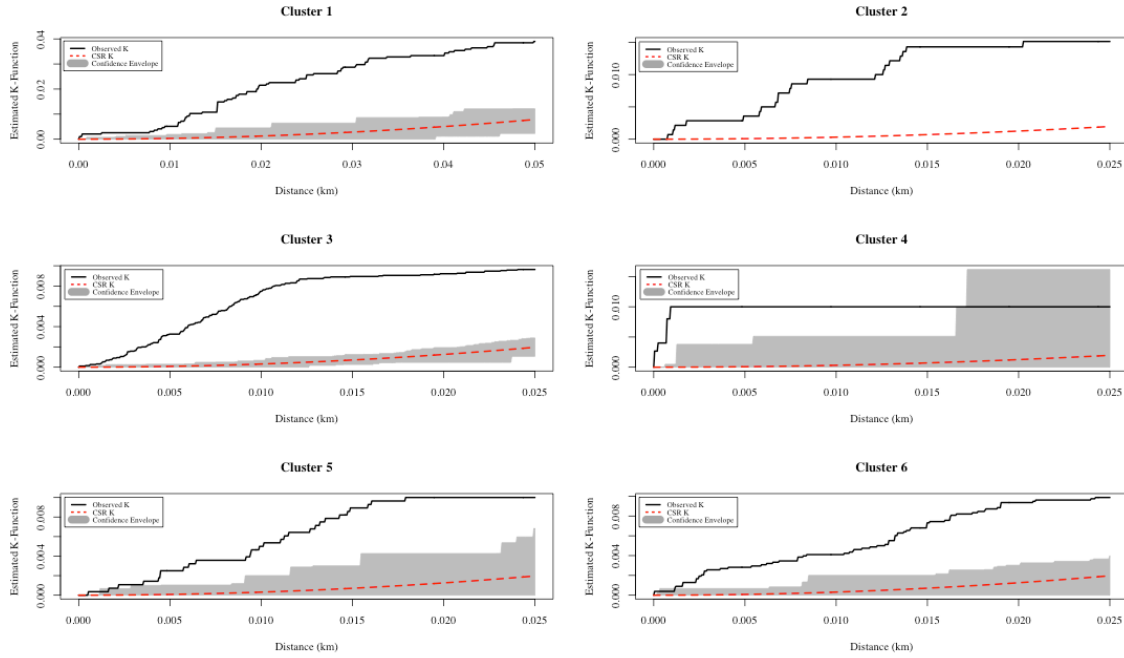 Cluster 1
Estimated K-Function
0.00 0.02 0.04
Observed K
CSR K
Confidence Envelope
0.00 0.01 0.02 0.03 0.04 0.05
Distance (km)
Cluster 2
Estimated K-Function
0.000 0.010
Observed K
CSR K
Confidence Envelope
0.000 0.005 0.010 0.015 0.020 0.025
Distance (km)
Cluster 3
Estimated K-Function
0.000 0.004 0.008
Observed K
CSR K
Confidence Envelope
0.000 0.005 0.010 0.015 0.020 0.025
Distance (km)
Cluster 4
Estimated K-Function
0.000 0.010
Observed K
CSR K
Confidence Envelope
0.000 0.005 0.010 0.015 0.020 0.025
Distance (km)
Cluster 5
Estimated K-Function
0.000 0.004 0.008
Observed K
CSR K
Confidence Envelope
0.000 0.005 0.010 0.015 0.020 0.025
Distance (km)
Cluster 6
Estimated K-Function
0.000 0.004 0.008
Observed K
CSR K
Confidence Envelope
0.000 0.005 0.010 0.015 0.020 0.025
Distance (km)